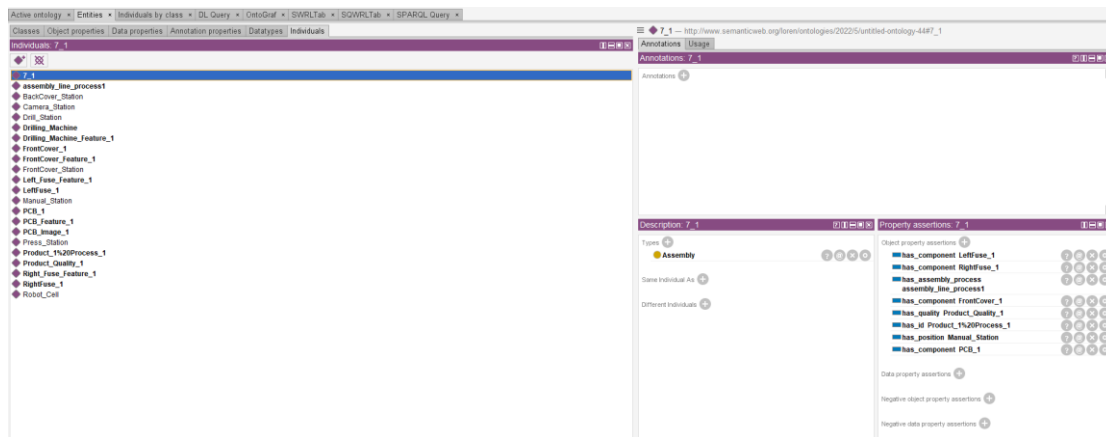 Active ontology × Entities × Individuals by class × DL Query × OntoGraf × SWRLTab × SQWRLTab × SPARQL Query ×
Classes Object properties Data properties Annotation properties Datatypes Individuals
Individuals: 7_1
7_1
assembly_line_process1
BackCover_Station
Camera_Station
Drill_Station
Drilling_Machine
Drilling_Machine_Feature_1
FrontCover_1
FrontCover_Feature_1
FrontCover_Station
Left_Fuse_Feature_1
LeftFuse_1
Manual_Station
PCB_1
PCB_Feature_1
PCB_Image_1
Press_Station
Product_1%20Process_1
Product_Quality_1
Right_Fuse_Feature_1
RightFuse_1
Robot_Cell
7_1 — http://www.semanticweb.org/loren/ontologies/2022/5/untitled-ontology-44#7_1
Annotations Usage
Annotations: 7_1
Annotations
Description: 7_1
Types
Assembly
Same Individual As
Different Individuals
Property assertions: 7_1
Object property assertions
has_component LeftFuse_1
has_component RightFuse_1
has_assembly_process
assembly_line_process1
has_component FrontCover_1
has_quality Product_Quality_1
has_id Product_1%20Process_1
has_position Manual_Station
has_component PCB_1
Data property assertions
Negative object property assertions
Negative data property assertions